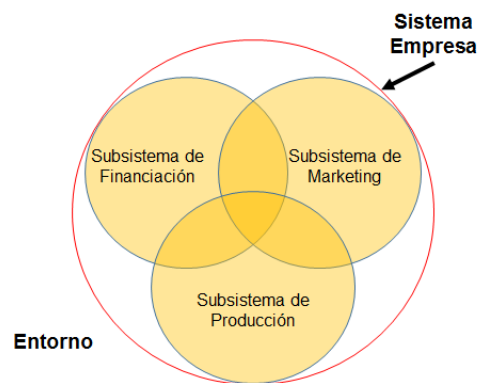 Sistema
Empresa
Subsistema de
Financiación
Subsistema de
Marketing
Subsistema de
Producción
Entorno